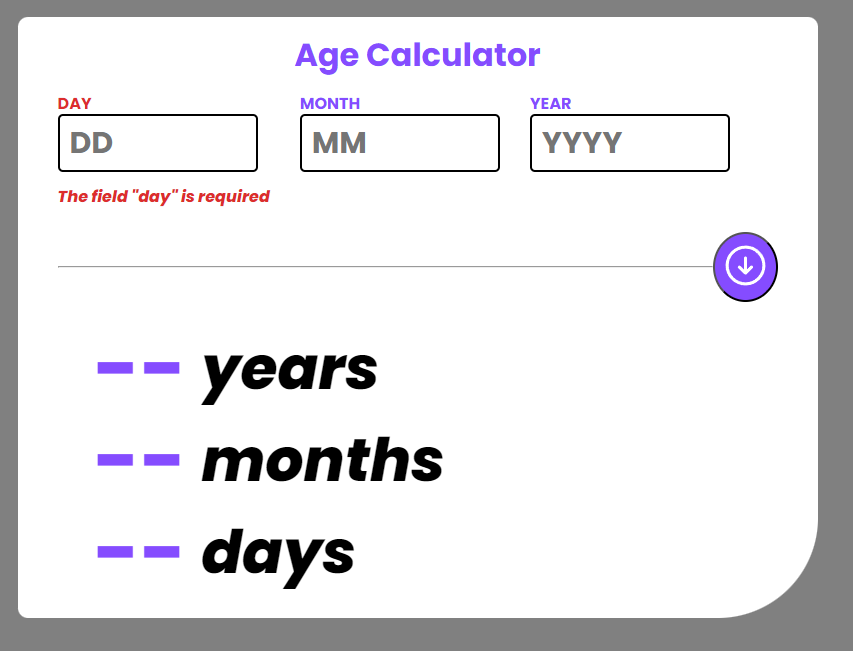 Age Calculator
DAY MONTH YEAR
DD MM YYYY
The field "day" is required
-- years
-- months
-- days